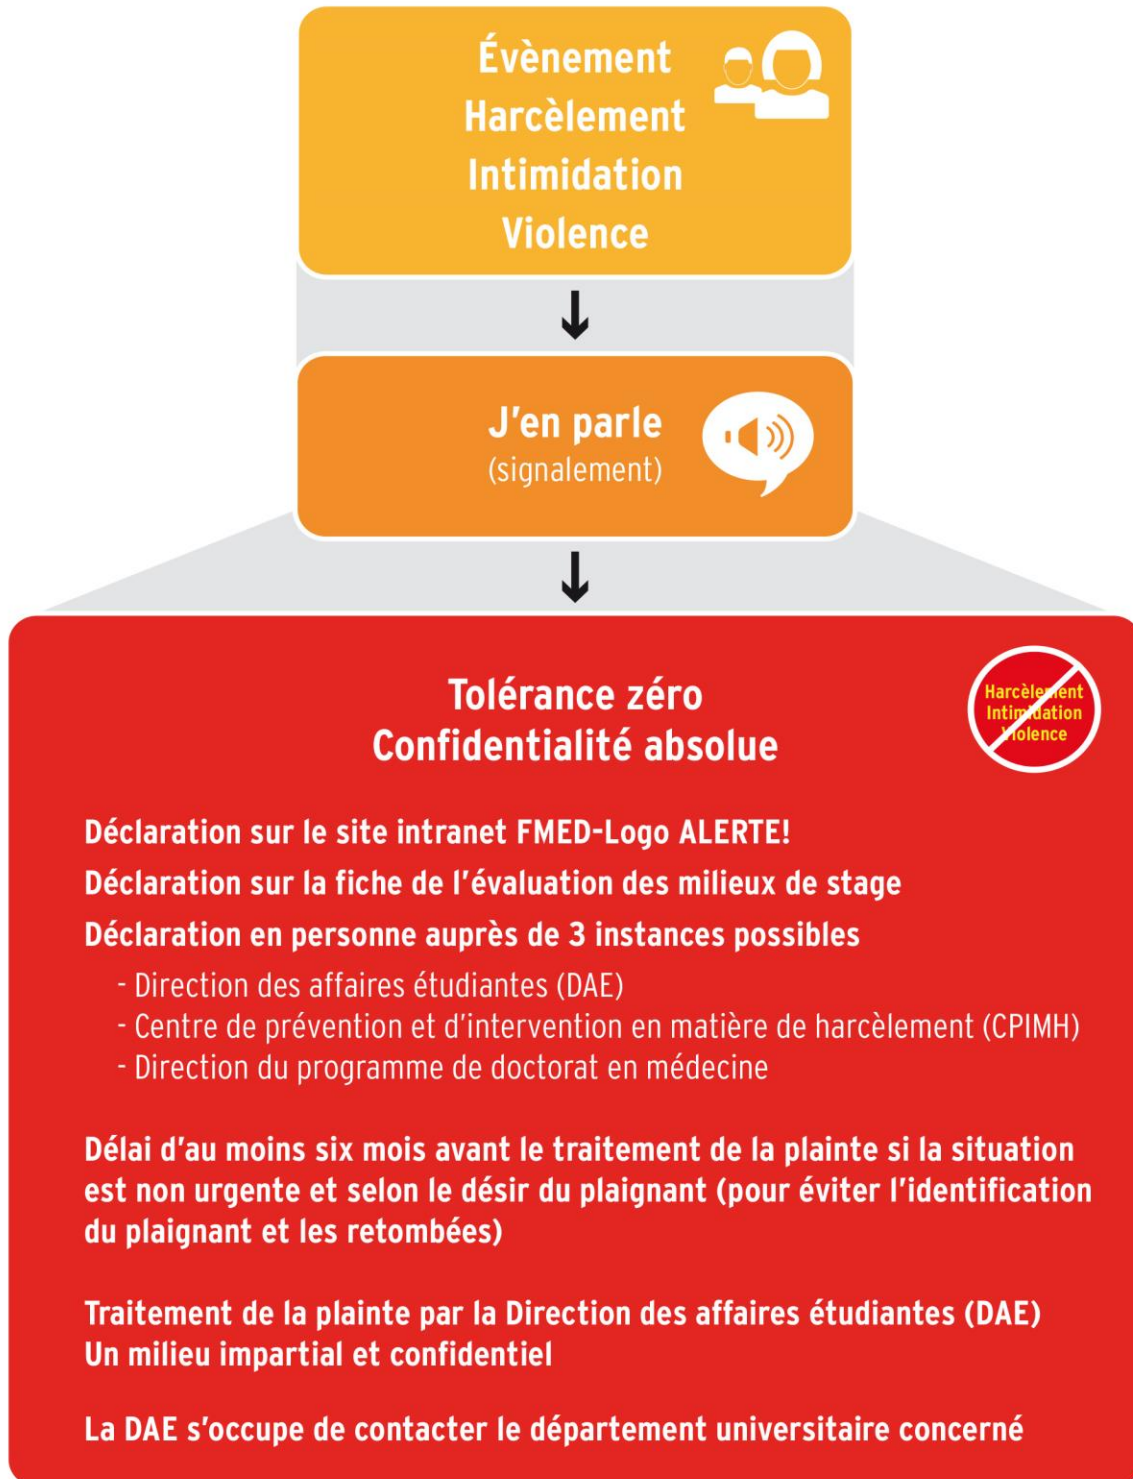 Évènement
Harcèlement
Intimidation
Violence
J'en parle
(signalement)
Tolérance zéro
Confidentialité absolue
Harcèlement
Intimidation
Violence
Déclaration sur le site intranet FMED-Logo ALERTE!
Déclaration sur la fiche de l'évaluation des milieux de stage
Déclaration en personne auprès de 3 instances possibles
- Direction des affaires étudiantes (DAE)
- Centre de prévention et d'intervention en matière de harcèlement (CPIMH)
- Direction du programme de doctorat en médecine
Délai d'au moins six mois avant le traitement de la plainte si la situation
est non urgente et selon le désir du plaignant (pour éviter l'identification
du plaignant et les retombées)
Traitement de la plainte par la Direction des affaires étudiantes (DAE)
Un milieu impartial et confidentiel
La DAE s'occupe de contacter le département universitaire concerné